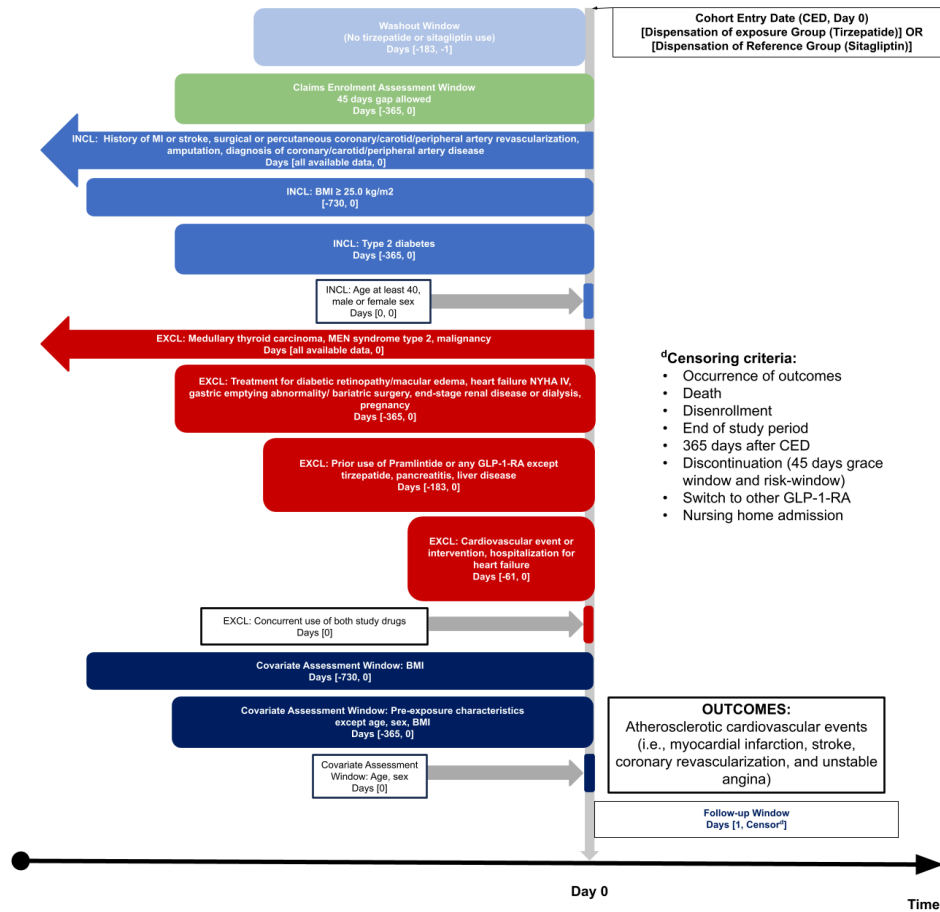 Washout Window
(No tirzepatide or sitagliptin use)
Days [-183, -1]
Cohort Entry Date (CED, Day 0)
[Dispensation of exposure Group (Tirzepatide)] OR
[Dispensation of Reference Group (Sitagliptin)]
Claims Enrolment Assessment Window
45 days gap allowed
Days [-365, 0]
INCL: History of MI or stroke, surgical or percutaneous coronary/carotid/peripheral artery revascularization,
amputation, diagnosis of coronary/carotid/peripheral artery disease
Days [all available data, 0]
INCL: BMI ≥ 25.0 kg/m2
[-730, 0]
INCL: Type 2 diabetes
Days [-365, 0]
INCL: Age at least 40,
male or female sex
Days [0, 0]
EXCL: Medullary thyroid carcinoma, MEN syndrome type 2, malignancy
Days [all available data, 0]
EXCL: Treatment for diabetic retinopathy/macular edema, heart failure NYHA IV,
gastric emptying abnormality/ bariatric surgery, end-stage renal disease or dialysis,
pregnancy
Days [-365, 0]
EXCL: Prior use of Pramlintide or any GLP-1-RA except
tirzepatide, pancreatitis, liver disease
Days [-183, 0]
EXCL: Cardiovascular event or
intervention, hospitalization for
heart failure
Days [-61, 0]
EXCL: Concurrent use of both study drugs
Days [0]
Covariate Assessment Window: BMI
Days [-730, 0]
Covariate Assessment Window: Pre-exposure characteristics
except age, sex, BMI
Days [-365, 0]
Covariate Assessment
Window: Age, sex
Days [0]
dCensoring criteria:
• Occurrence of outcomes
• Death
• Disenrollment
• End of study period
• 365 days after CED
• Discontinuation (45 days grace
window and risk-window)
• Switch to other GLP-1-RA
• Nursing home admission
OUTCOMES:
Atherosclerotic cardiovascular events
(i.e., myocardial infarction, stroke,
coronary revascularization, and unstable
angina)
Follow-up Window
Days [1, Censord]
Day 0
Time